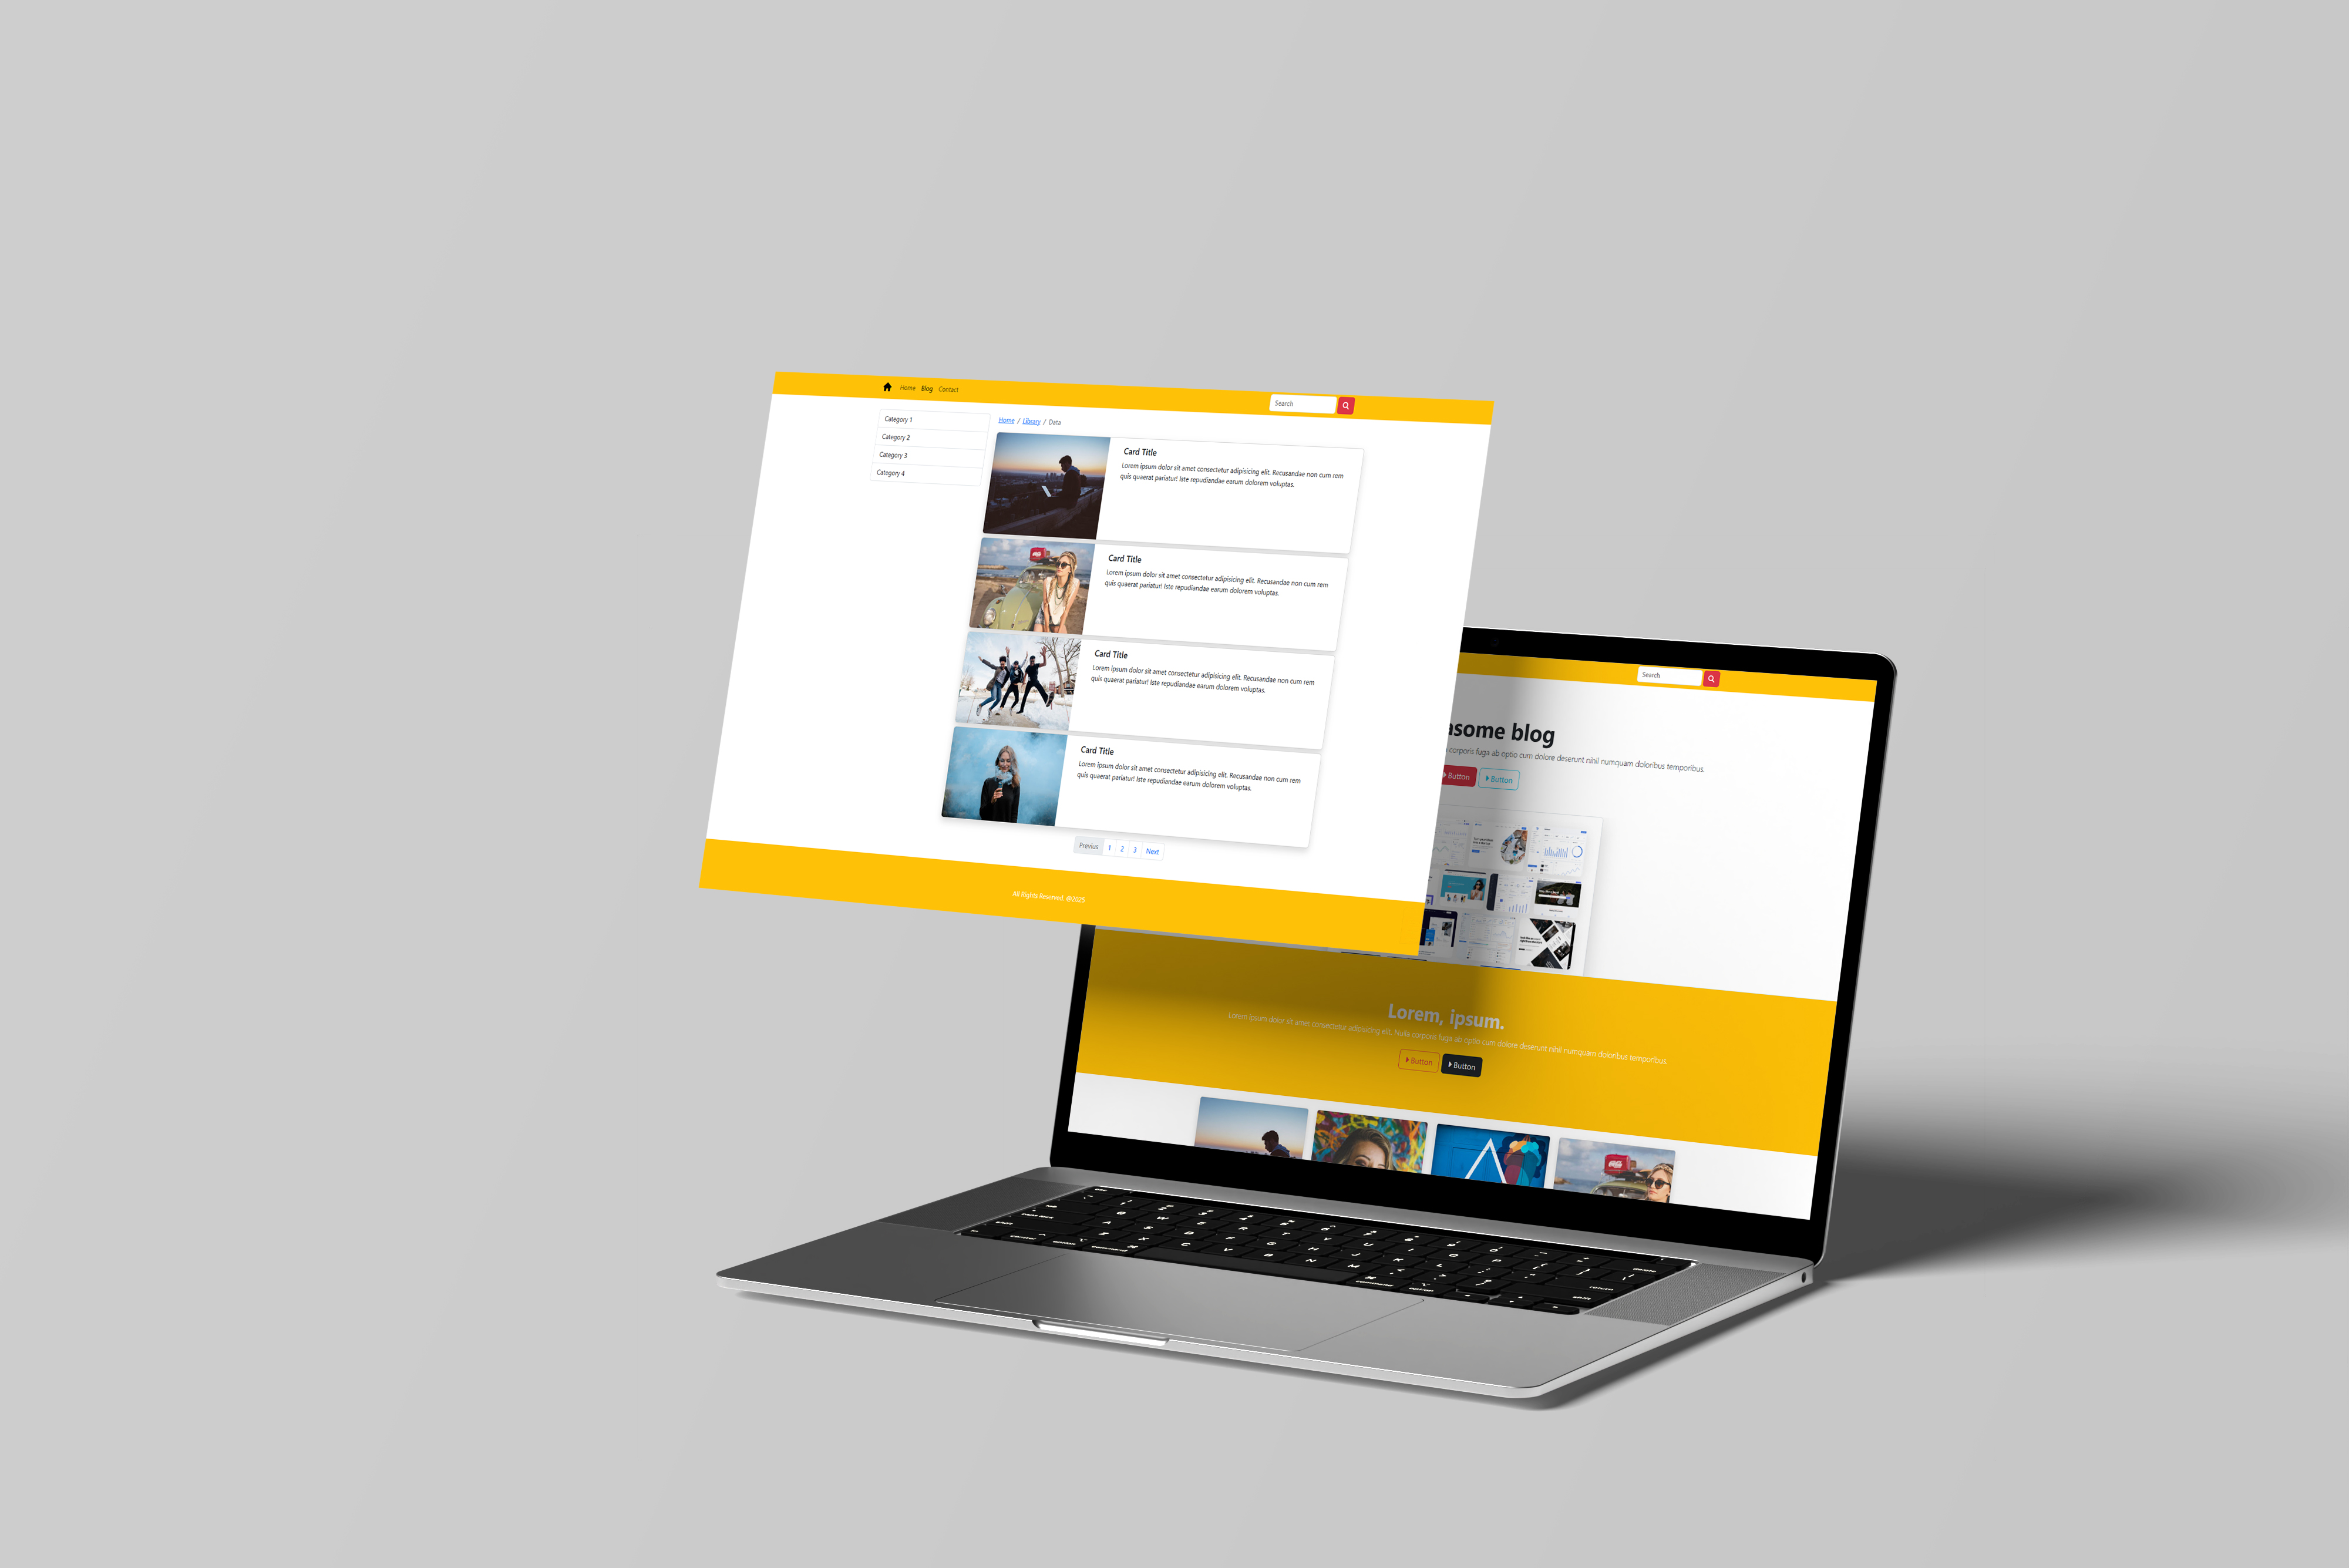 Home Blog Contact
Search
Category 1
Category 2
Category 3
Category 4
Home / Library / Data
Card Title
Lorem ipsum dolor sit amet consectetur adipisicing elit. Recusandae non cum rem
quis quaerat pariatur! Iste repudiandae earum dolorem voluptas.
Card Title
Lorem ipsum dolor sit amet consectetur adipisicing elit. Recusandae non cum rem
quis quaerat pariatur! Iste repudiandae earum dolorem voluptas.
Card Title
Lorem ipsum dolor sit amet consectetur adipisicing elit. Recusandae non cum rem
quis quaerat pariatur! Iste repudiandae earum dolorem voluptas.
Card Title
Lorem ipsum dolor sit amet consectetur adipisicing elit. Recusandae non cum rem
quis quaerat pariatur! Iste repudiandae earum dolorem voluptas.
Previus 1 2 3 Next
All Rights Reserved. @2025
Search
asome blog
corporis fuga ab optio cum dolore deserunt nihil numquam doloribus temporibus.
Button Button
Lorem, ipsum.
Lorem ipsum dolor sit amet consectetur adipisicing elit. Nulla corporis fuga ab optio cum dolore deserunt nihil numquam doloribus temporibus.
Button Button